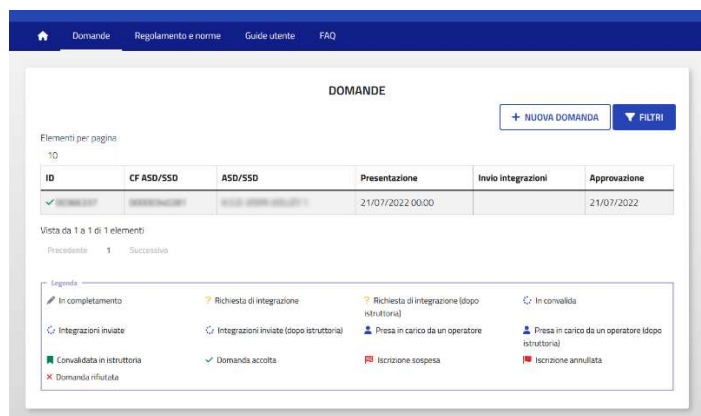 Domande Regolamento e norme Guide utente FAQ
DOMANDE
+ NUOVA DOMANDA FILTRI
Elementi per pagina
10
ID CF ASD/SSD ASD/SSD Presentazione Invio integrazioni Approvazione
21/07/2022 00:00 21/07/2022
Vista da 1 a 1 di 1 elementi
Precedente 1 Successivo
Legenda
In completamento ? Richiesta di integrazione ? Richiesta di integrazione (dopo In convalida
istruttoria)
Integrazioni inviate Integrazioni inviate (dopo istruttoria) Presa in carico da un operatore Presa in carico da un operatore (dopo
istruttoria)
Convalidata in istruttoria Domanda accolta Iscrizione sospesa Iscrizione annullata
Domanda rifiutata